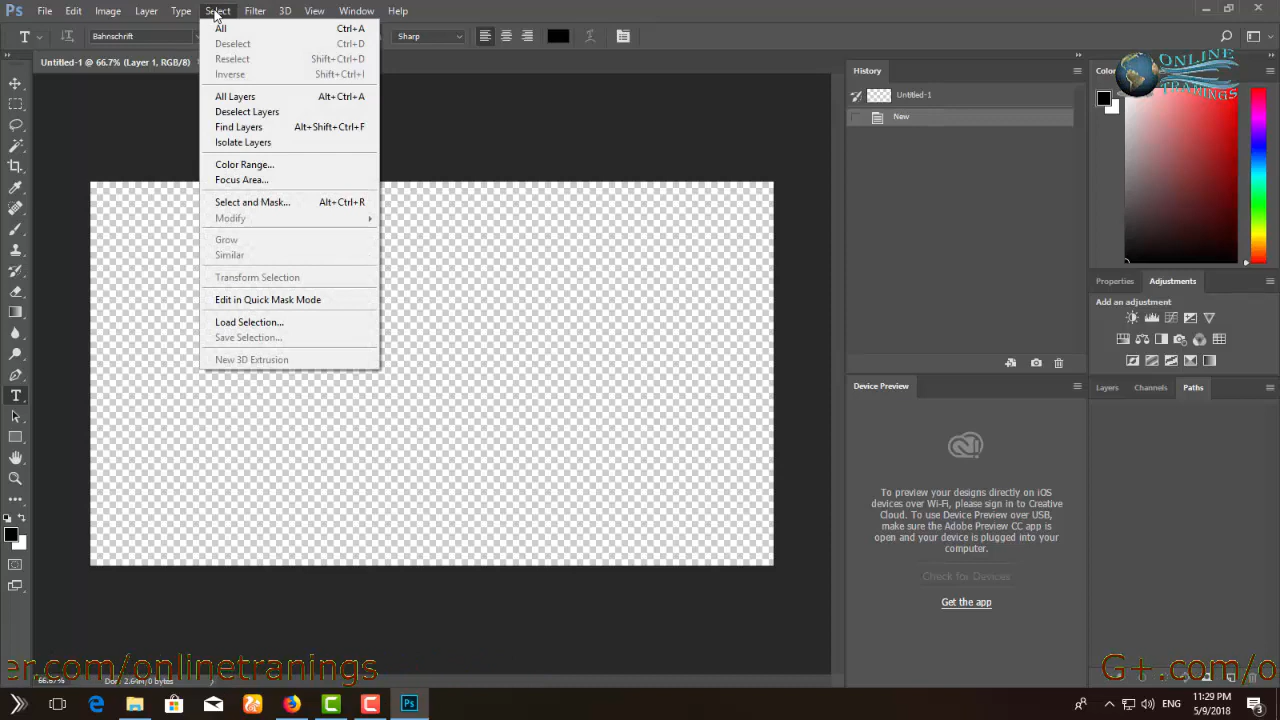 Ps File Edit Image Layer Type Select Filter 3D View Window Help
T Bahnschrift Sharp
Untitled-1 @ 66.7% (Layer 1, RGB/8)
All Ctrl+A
Deselect Ctrl+D
Reselect Shift+Ctrl+D
Inverse Shift+Ctrl+I
All Layers Alt+Ctrl+A
Deselect Layers
Find Layers Alt+Shift+Ctrl+F
Isolate Layers
Color Range...
Focus Area...
Select and Mask... Alt+Ctrl+R
Modify
Grow
Similar
Transform Selection
Edit in Quick Mask Mode
Load Selection...
Save Selection...
New 3D Extrusion
History
Untitled-1
New
Device Preview
To preview your designs directly on iOS
devices over Wi-Fi, please sign in to Creative
Cloud. To use Device Preview over USB,
make sure the Adobe Preview CC app is
open and your device is plugged into your
computer.
Check for Devices
Get the app
Color
ONLINE
TRANINGS
Properties Adjustments
Add an adjustment
Layers Channels Paths
er.com/onlinetranings
G+.com/o
ENG
11:29 PM
5/9/2018
3
Ps